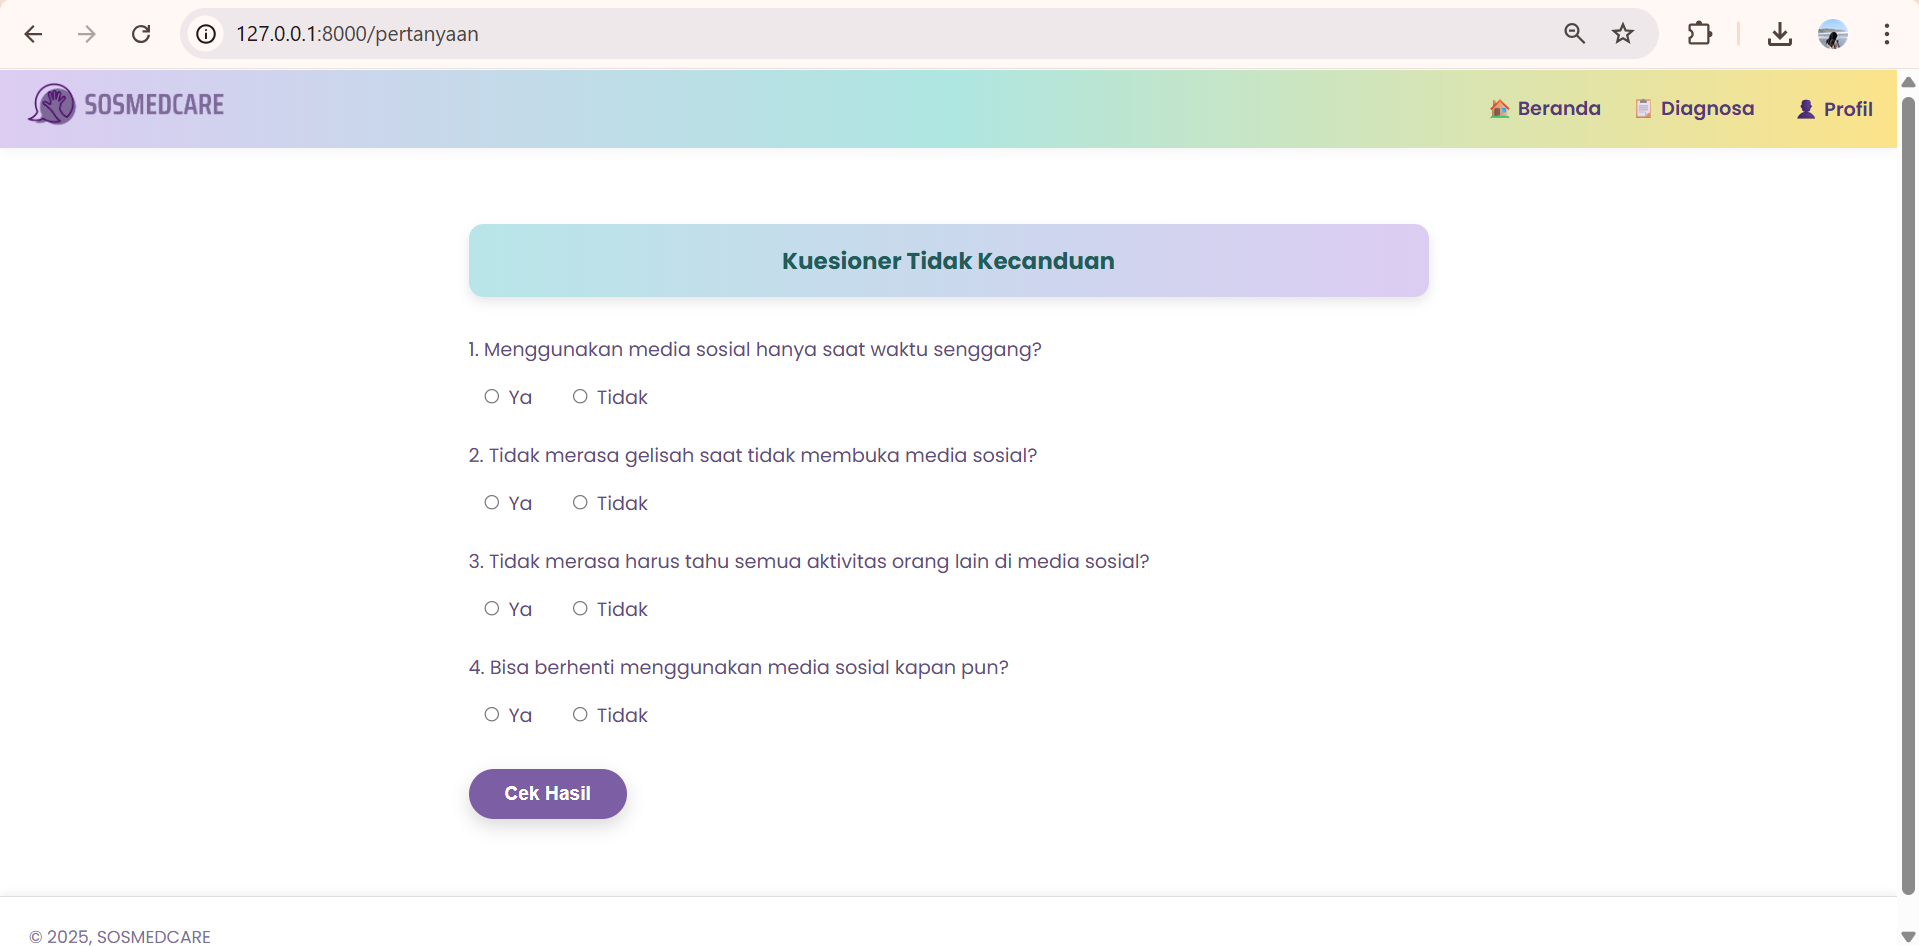 127.0.0.1:8000/pertanyaan
SOSMEDCARE
Beranda
Diagnosa
Profil
Kuesioner Tidak Kecanduan
1. Menggunakan media sosial hanya saat waktu senggang?
Ya Tidak
2. Tidak merasa gelisah saat tidak membuka media sosial?
Ya Tidak
3. Tidak merasa harus tahu semua aktivitas orang lain di media sosial?
Ya Tidak
4. Bisa berhenti menggunakan media sosial kapan pun?
Ya Tidak
Cek Hasil
© 2025, SOSMEDCARE